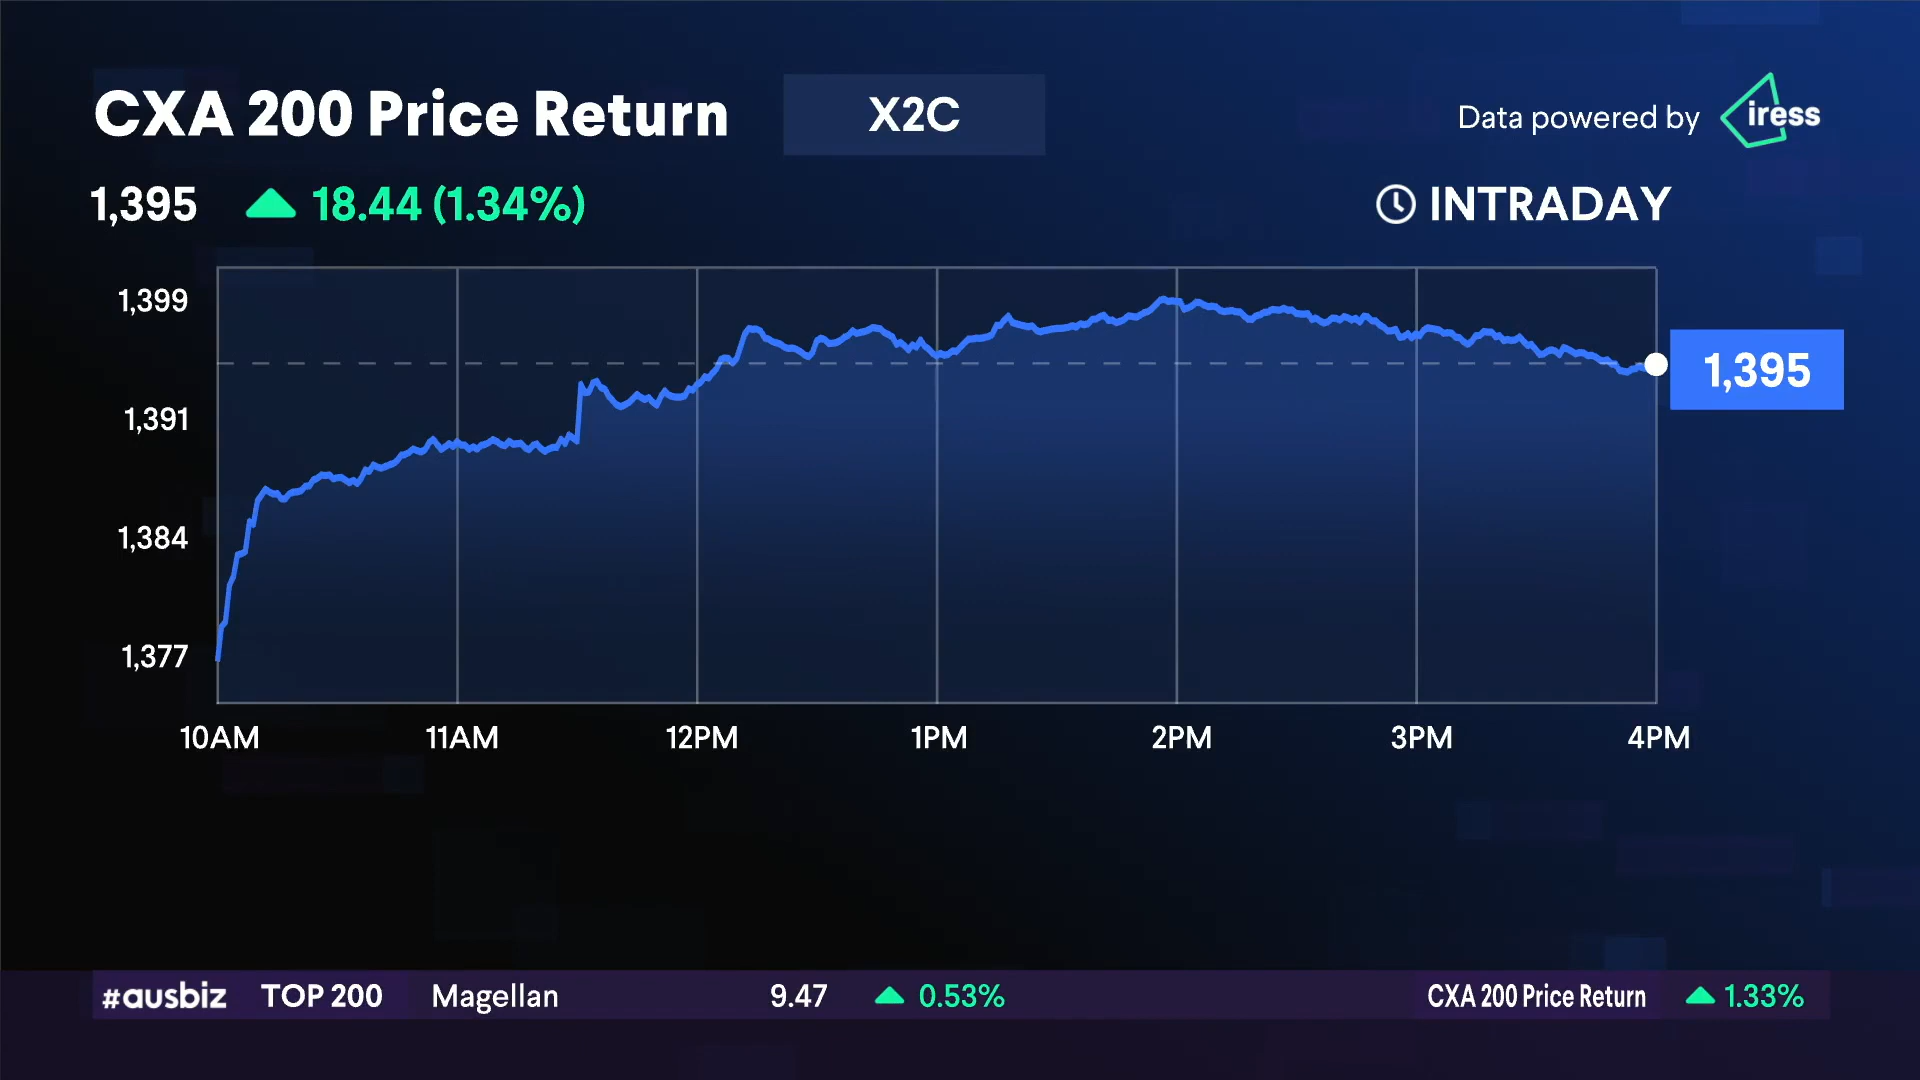 CXA 200 Price Return
X2C
Data powered by iress
1,395 18.44 (1.34%)
INTRADAY
1,399
1,391
1,384
1,377
1,395
10AM 11AM 12PM 1PM 2PM 3PM 4PM
#ausbiz TOP 200 Magellan 9.47 0.53% CXA 200 Price Return 1.33%